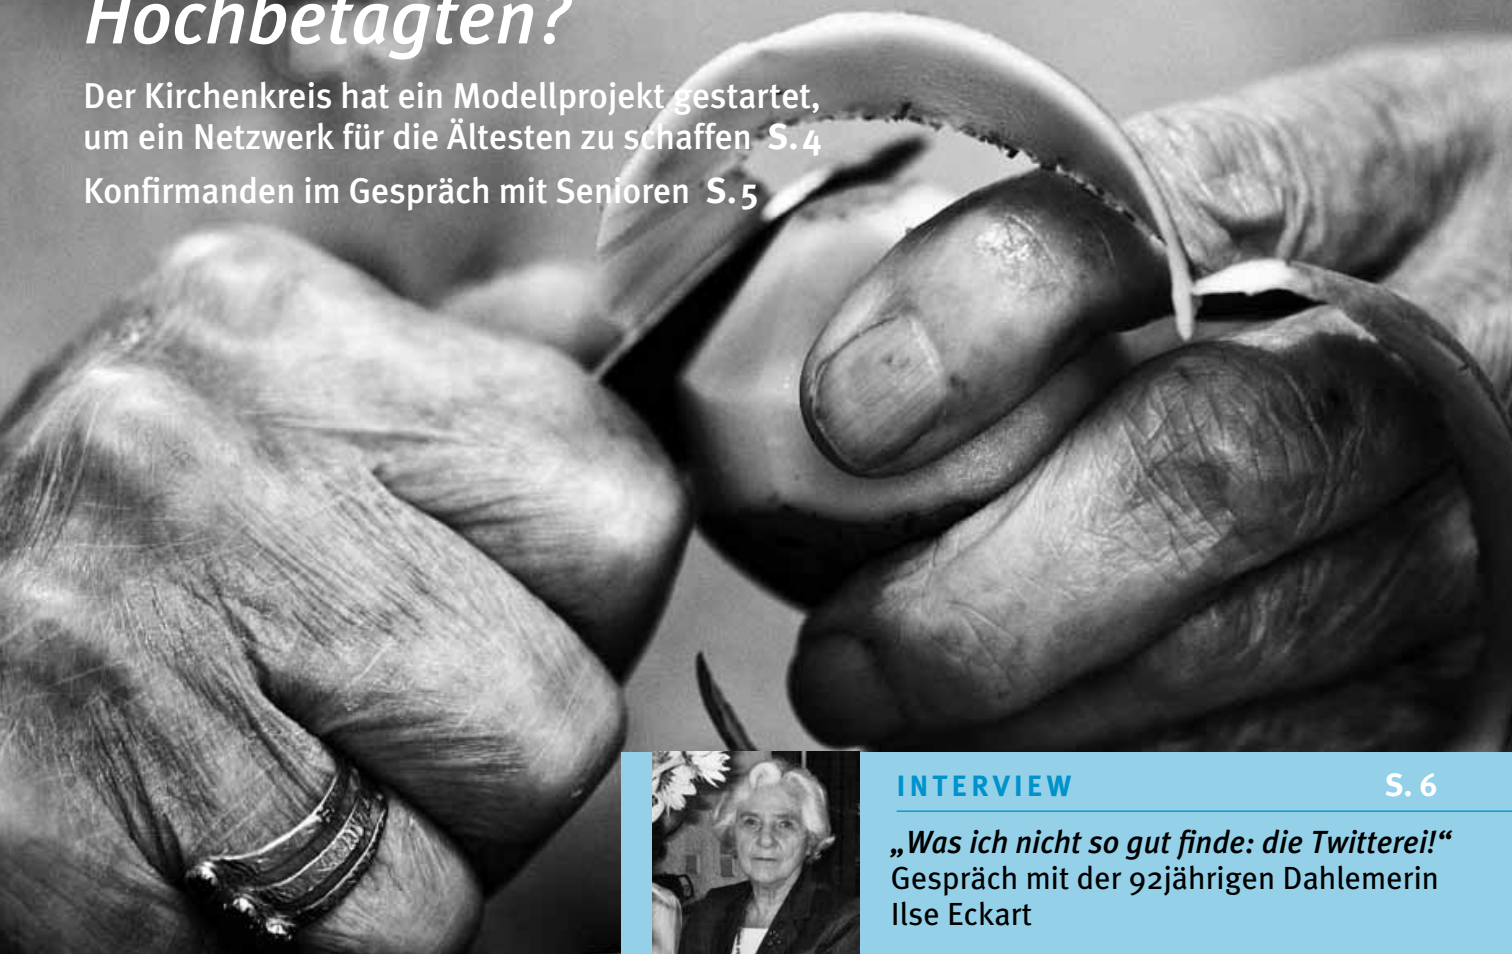 Hochbetagten?
Der Kirchenkreis hat ein Modellprojekt gestartet,
um ein Netzwerk für die Ältesten zu schaffen S. 4
Konfirmanden im Gespräch mit Senioren S. 5
INTERVIEW S. 6
„Was ich nicht so gut finde: die Twitterei!“
Gespräch mit der 92jährigen Dahlemerin
Ilse Eckart